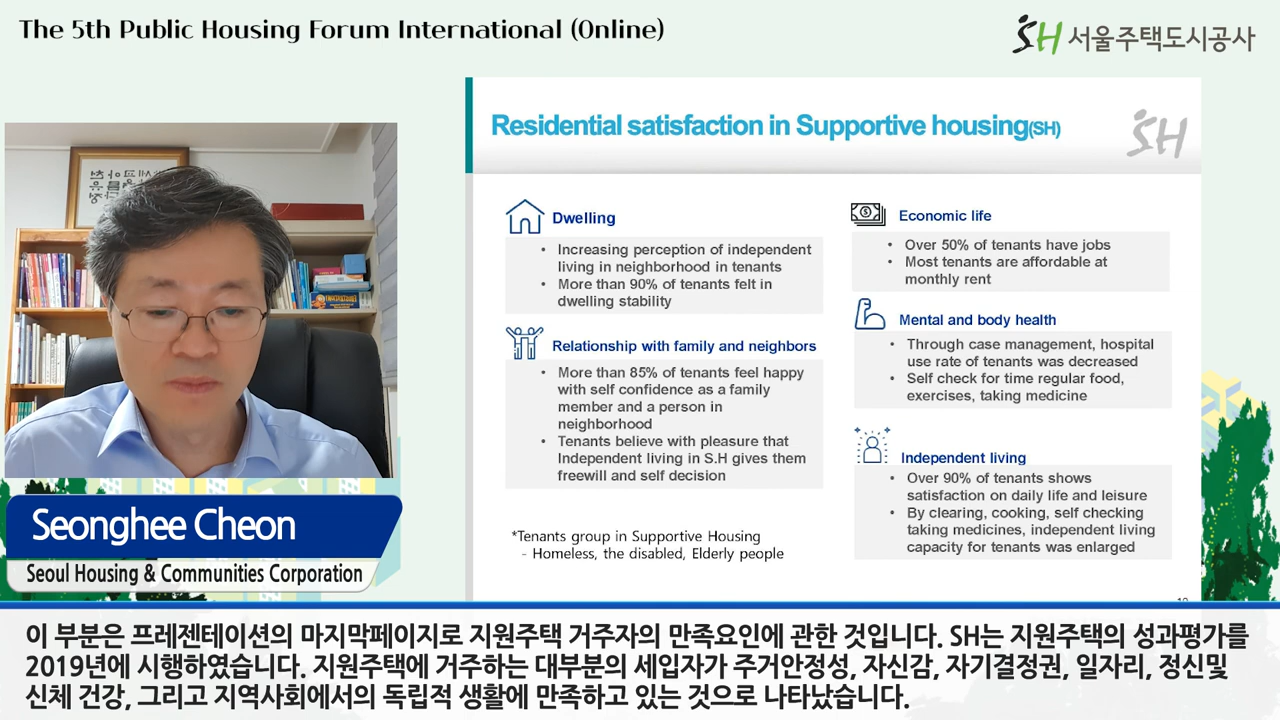 The 5th Public Housing Forum International (Online)
SH 서울주택도시공사
Residential satisfaction in Supportive housing(SH)
SH
Dwelling
• Increasing perception of independent
living in neighborhood in tenants
• More than 90% of tenants felt in
dwelling stability
Relationship with family and neighbors
• More than 85% of tenants feel happy
with self confidence as a family
member and a person in
neighborhood
• Tenants believe with pleasure that
Independent living in S.H gives them
freewill and self decision
*Tenants group in Supportive Housing
- Homeless, the disabled, Elderly people
Economic life
• Over 50% of tenants have jobs
• Most tenants are affordable at
monthly rent
Mental and body health
• Through case management, hospital
use rate of tenants was decreased
• Self check for time regular food,
exercises, taking medicine
Independent living
• Over 90% of tenants shows
satisfaction on daily life and leisure
• By clearing, cooking, self checking
taking medicines, independent living
capacity for tenants was enlarged
Seonghee Cheon
Seoul Housing & Communities Corporation
이 부분은 프레젠테이션의 마지막페이지로 지원주택 거주자의 만족요인에 관한 것입니다. SH는 지원주택의 성과평가를
2019년에 시행하였습니다. 지원주택에 거주하는 대부분의 세입자가 주거안정성, 자신감, 자기결정권, 일자리, 정신및
신체 건강, 그리고 지역사회에서의 독립적 생활에 만족하고 있는 것으로 나타났습니다.